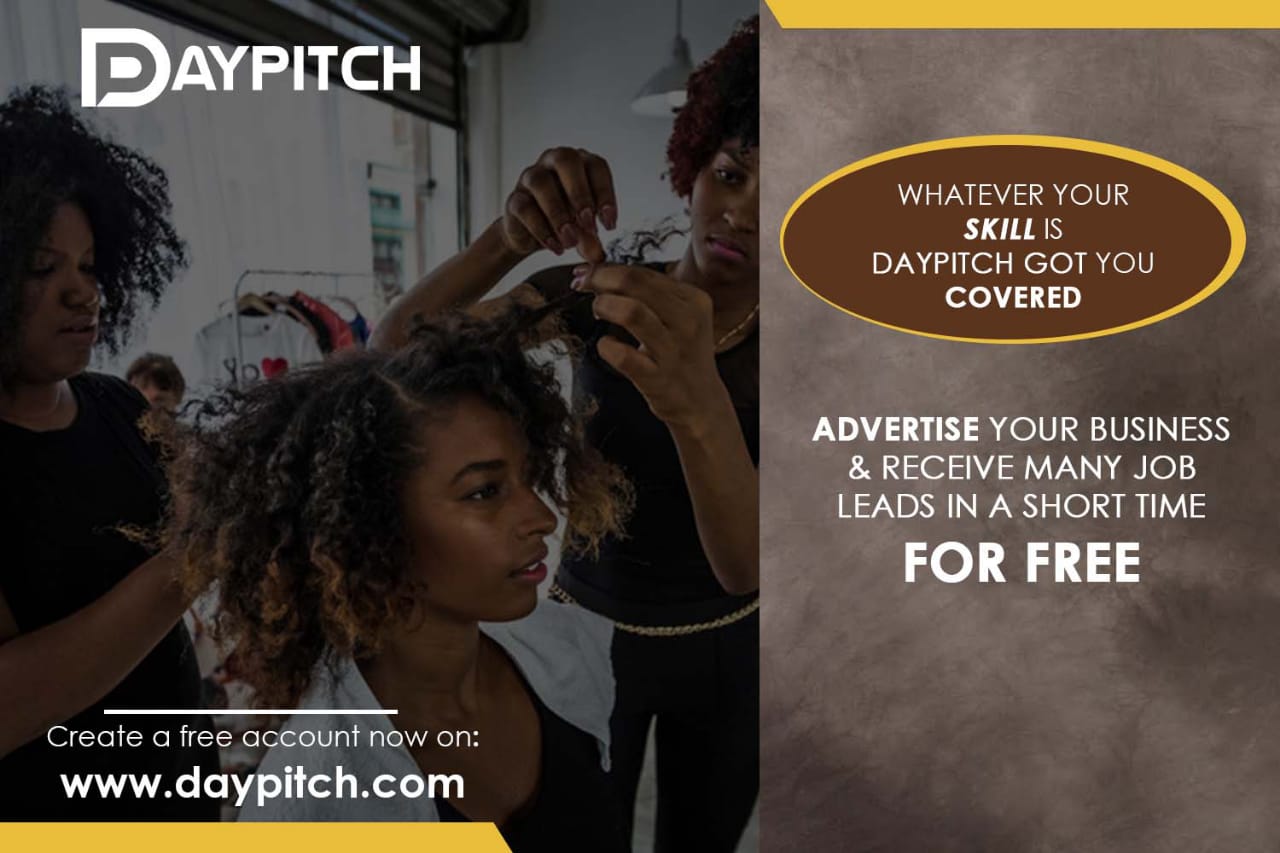 DAYPITCH
WHATEVER YOUR
SKILL IS
DAYPITCH GOT YOU
COVERED
ADVERTISE YOUR BUSINESS
& RECEIVE MANY JOB
LEADS IN A SHORT TIME
FOR FREE
Create a free account now on:
www.daypitch.com